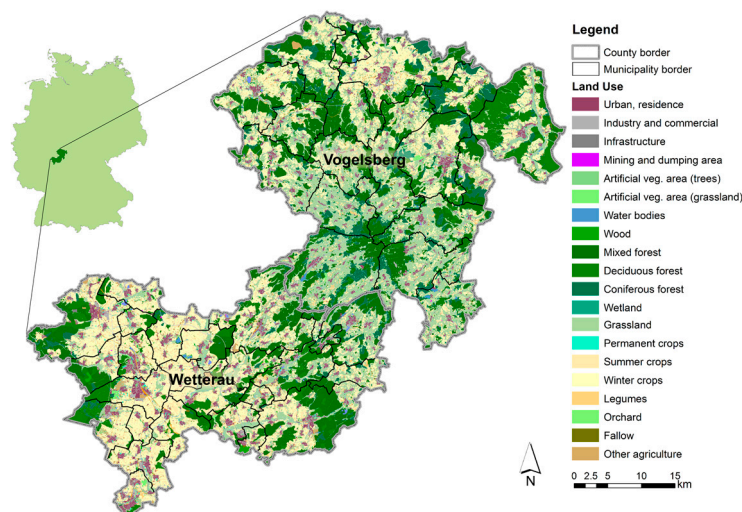 Legend
County border
Municipality border
Land Use
Urban, residence
Industry and commercial
Infrastructure
Mining and dumping area
Artificial veg. area (trees)
Artificial veg. area (grassland)
Water bodies
Wood
Mixed forest
Deciduous forest
Coniferous forest
Wetland
Grassland
Permanent crops
Summer crops
Winter crops
Legumes
Orchard
Fallow
Other agriculture
Vogelsberg
Wetterau
N
0 2.5 5 10 15
km